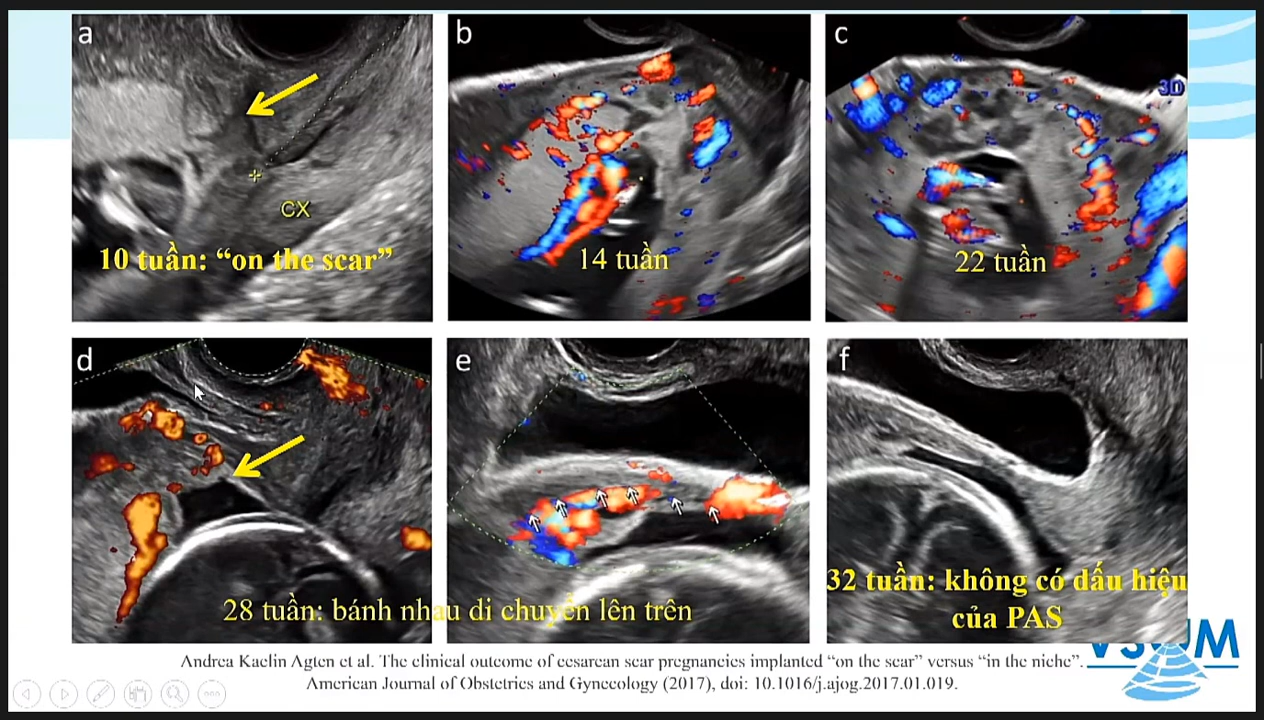 a
b
c
3D
CX
10 tuần: “on the scar”
14 tuần
22 tuần
d
e
f
28 tuần: bánh nhau di chuyển lên trên
32 tuần: không có dấu hiệu
của PAS
Andrea Kaelin Agten et al. The clinical outcome of cesarean scar pregnancies implanted “on the scar” versus “in the niche”.
American Journal of Obstetrics and Gynecology (2017), doi: 10.1016/j.ajog.2017.01.019.